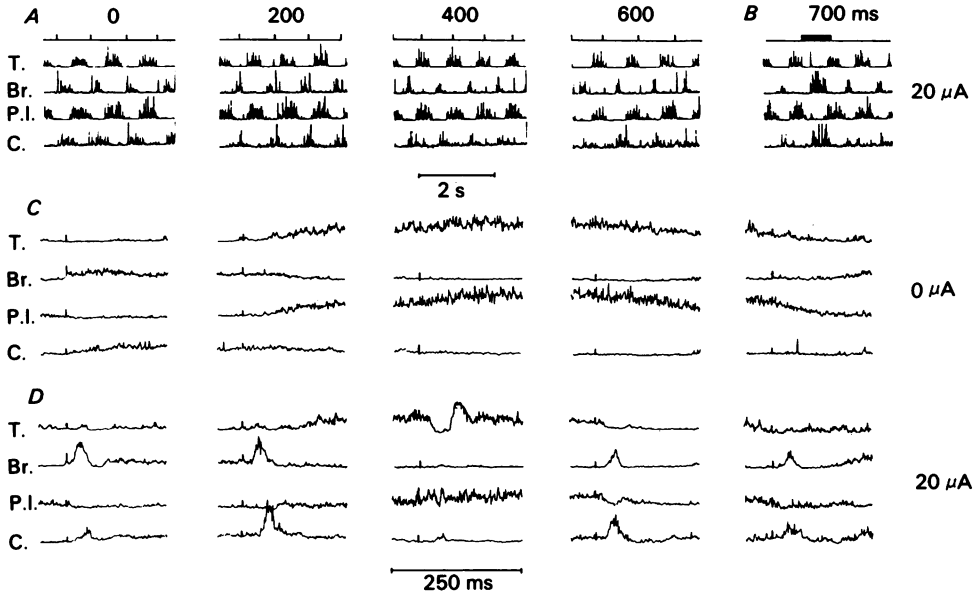 A 0 200 400 600 B 700 ms
T.
Br.
P.l.
C.
20 μA
2 s
C
T.
Br.
P.l.
C.
0 μA
D
T.
Br.
P.l.
C.
20 μA
250 ms